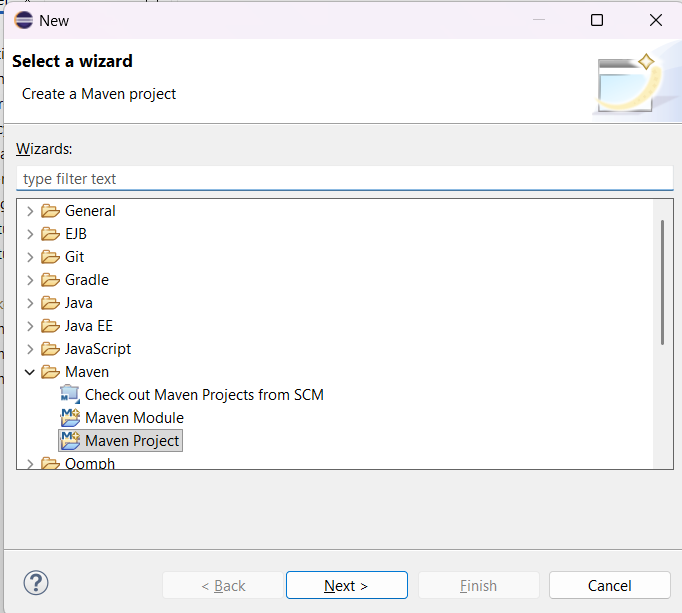 New
Select a wizard
Create a Maven project
Wizards:
type filter text
General
EJB
Git
Gradle
Java
Java EE
JavaScript
Maven
Check out Maven Projects from SCM
Maven Module
Maven Project
Oomph
?
< Back
Next >
Finish
Cancel